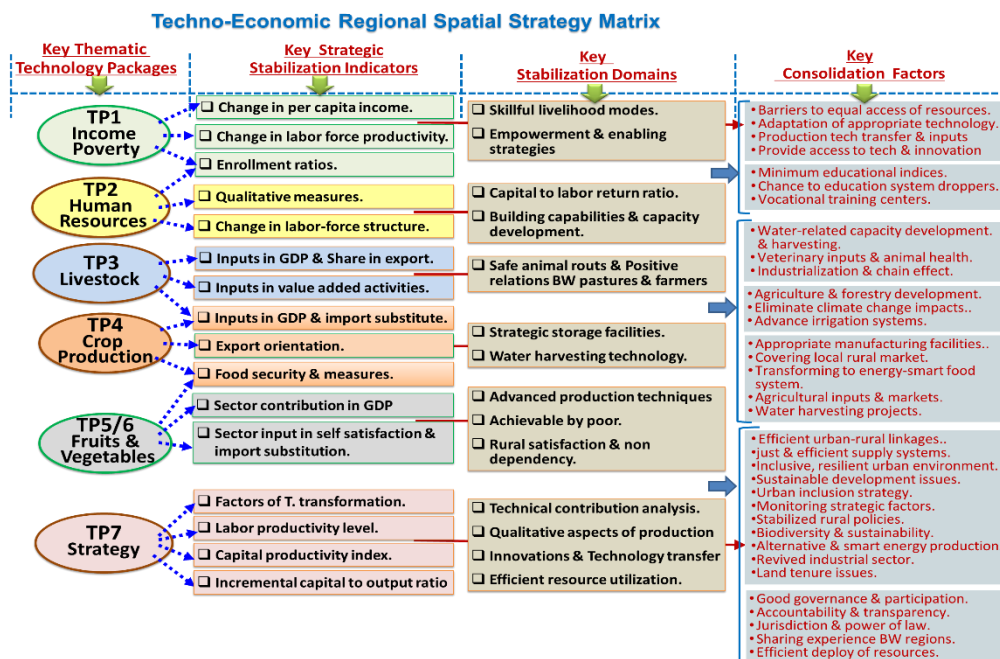 Techno-Economic Regional Spatial Strategy Matrix
Key Thematic
Technology Packages
Key Strategic
Stabilization Indicators
Key
Stabilization Domains
Key
Consolidation Factors
TP1
Income
Poverty
TP2
Human
Resources
TP3
Livestock
TP4
Crop
Production
TP5/6
Fruits &
Vegetables
TP7
Strategy
❑ Change in per capita income.
❑ Change in labor force productivity.
❑ Enrollment ratios.
❑ Qualitative measures.
❑ Change in labor-force structure.
❑ Inputs in GDP & Share in export.
❑ Inputs in value added activities.
❑ Inputs in GDP & import substitute.
❑ Export orientation.
❑ Food security & measures.
❑ Sector contribution in GDP
❑ Sector input in self satisfaction &
import substitution.
❑ Factors of T. transformation.
❑ Labor productivity level.
❑ Capital productivity index.
❑ Incremental capital to output ratio
❑ Skillful livelihood modes.
❑ Empowerment & enabling
strategies
❑ Capital to labor return ratio.
❑ Building capabilities & capacity
development.
❑ Safe animal routs & Positive
relations BW pastures & farmers
❑ Strategic storage facilities.
❑ Water harvesting technology.
❑ Advanced production techniques
❑ Achievable by poor.
❑ Rural satisfaction & non
dependency.
❑ Technical contribution analysis.
❑ Qualitative aspects of production
❑ Innovations & Technology transfer
❑ Efficient resource utilization.
• Barriers to equal access of resources.
• Adaptation of appropriate technology.
• Production tech transfer & inputs
• Provide access to tech & innovation
• Minimum educational indices.
• Chance to education system droppers.
• Vocational training centers.
• Water-related capacity development
& harvesting.
• Veterinary inputs & animal health.
• Industrialization & chain effect.
• Agriculture & forestry development.
• Eliminate climate change impacts..
• Advance irrigation systems.
• Appropriate manufacturing facilities..
• Covering local rural market.
• Transforming to energy-smart food
system.
• Agricultural inputs & markets.
• Water harvesting projects.
• Efficient urban-rural linkages..
• just & efficient supply systems.
• Inclusive, resilient urban environment.
• Sustainable development issues.
• Urban inclusion strategy.
• Monitoring strategic factors.
• Stabilized rural policies.
• Biodiversity & sustainability.
• Alternative & smart energy production
• Revived industrial sector.
• Land tenure issues.
• Good governance & participation.
• Accountability & transparency.
• Jurisdiction & power of law.
• Sharing experience BW regions.
• Efficient deploy of resources.